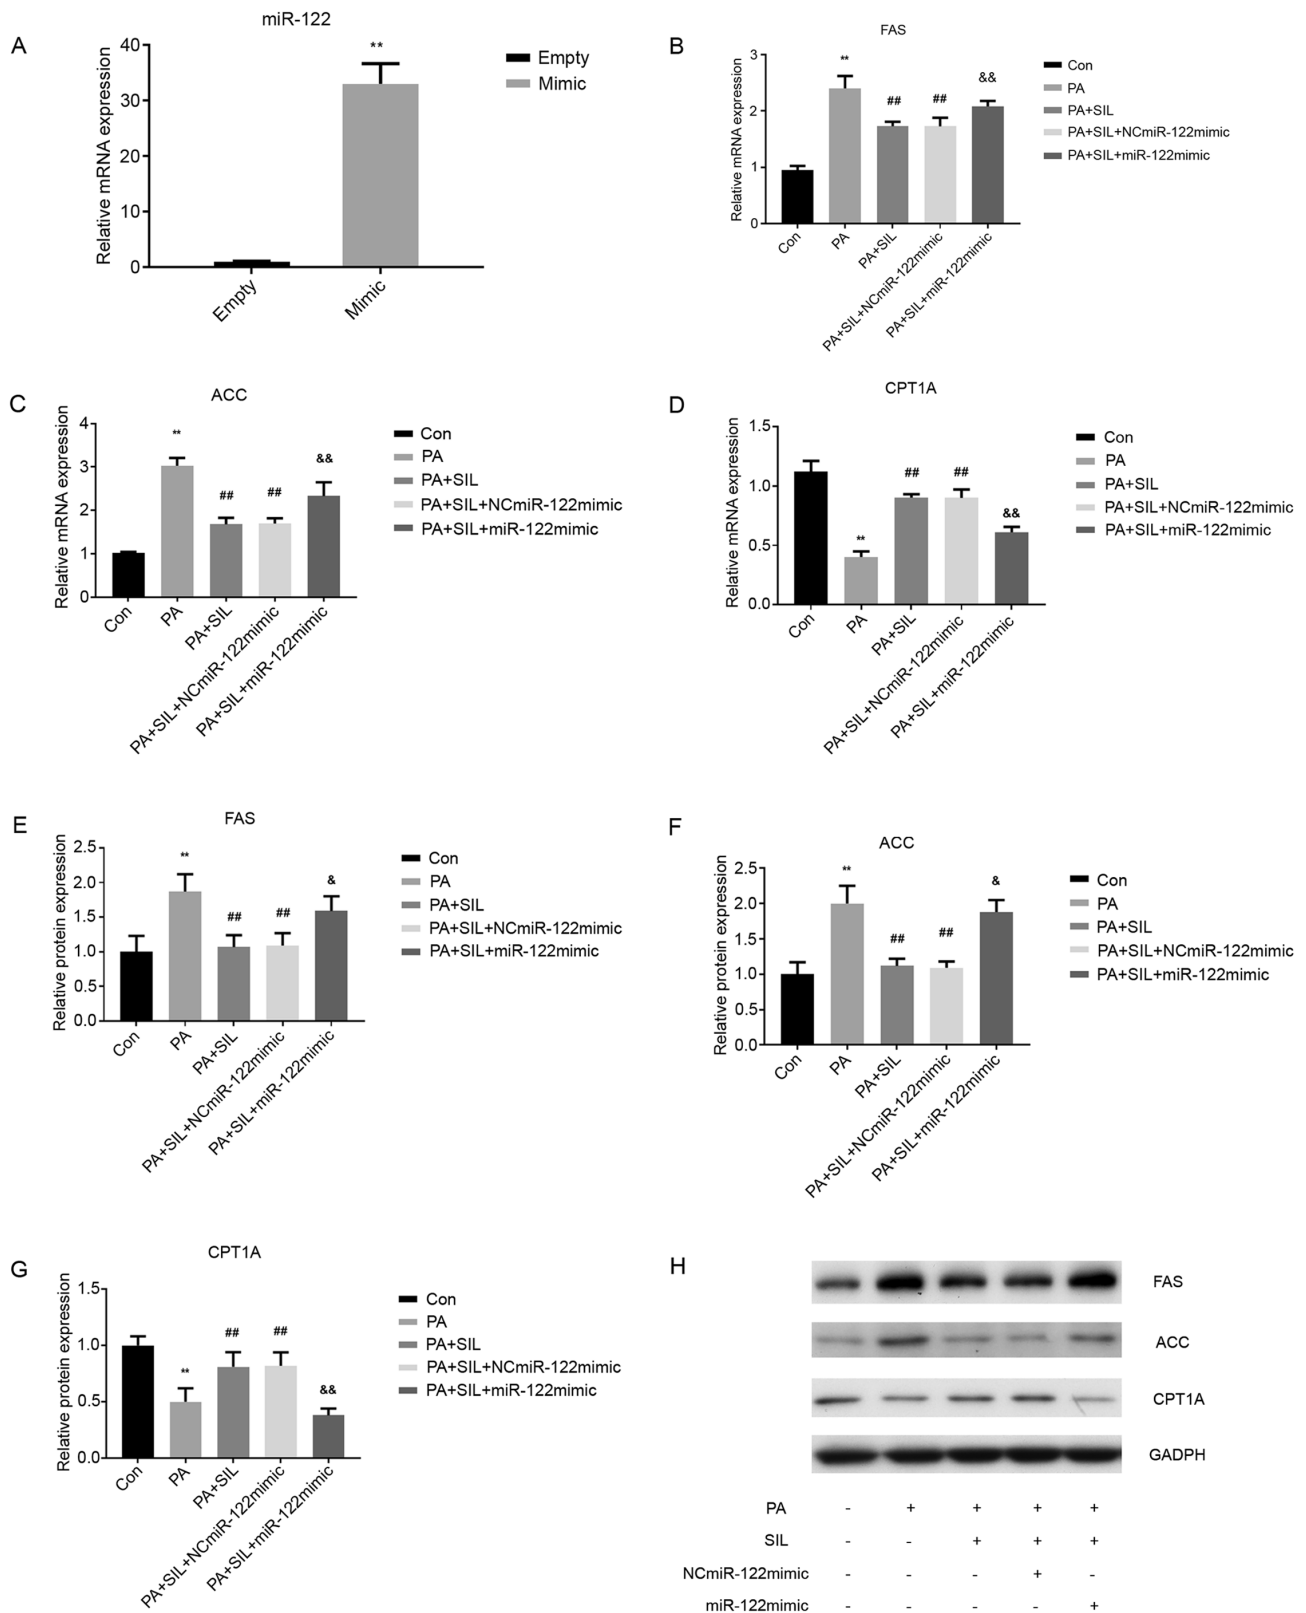 A
miR-122
Relative mRNA expression
40
30
20
10
0
**
Empty
Mimic
Empty
Mimic
B
FAS
Relative mRNA expression
3
2
1
0
**
##
##
&&
Con
PA
PA+SIL
PA+SIL+NCmiR-122mimic
PA+SIL+miR-122mimic
Con
PA
PA+SIL
PA+SIL+NCmiR-122mimic
PA+SIL+miR-122mimic
C
ACC
Relative mRNA expression
4
3
2
1
0
**
##
##
&&
Con
PA
PA+SIL
PA+SIL+NCmiR-122mimic
PA+SIL+miR-122mimic
Con
PA
PA+SIL
PA+SIL+NCmiR-122mimic
PA+SIL+miR-122mimic
D
CPT1A
Relative mRNA expression
1.5
1.0
0.5
0.0
**
##
##
&&
Con
PA
PA+SIL
PA+SIL+NCmiR-122mimic
PA+SIL+miR-122mimic
Con
PA
PA+SIL
PA+SIL+NCmiR-122mimic
PA+SIL+miR-122mimic
E
FAS
Relative protein expression
2.5
2.0
1.5
1.0
0.5
0.0
**
##
##
&
Con
PA
PA+SIL
PA+SIL+NCmiR-122mimic
PA+SIL+miR-122mimic
Con
PA
PA+SIL
PA+SIL+NCmiR-122mimic
PA+SIL+miR-122mimic
F
ACC
Relative protein expression
2.5
2.0
1.5
1.0
0.5
0.0
**
##
##
&
Con
PA
PA+SIL
PA+SIL+NCmiR-122mimic
PA+SIL+miR-122mimic
Con
PA
PA+SIL
PA+SIL+NCmiR-122mimic
PA+SIL+miR-122mimic
G
CPT1A
Relative protein expression
1.5
1.0
0.5
0.0
**
##
##
&&
Con
PA
PA+SIL
PA+SIL+NCmiR-122mimic
PA+SIL+miR-122mimic
Con
PA
PA+SIL
PA+SIL+NCmiR-122mimic
PA+SIL+miR-122mimic
H
FAS
ACC
CPT1A
GADPH
PA - + + + +
SIL - - + + +
NCmiR-122mimic - - - + -
miR-122mimic - - - - +